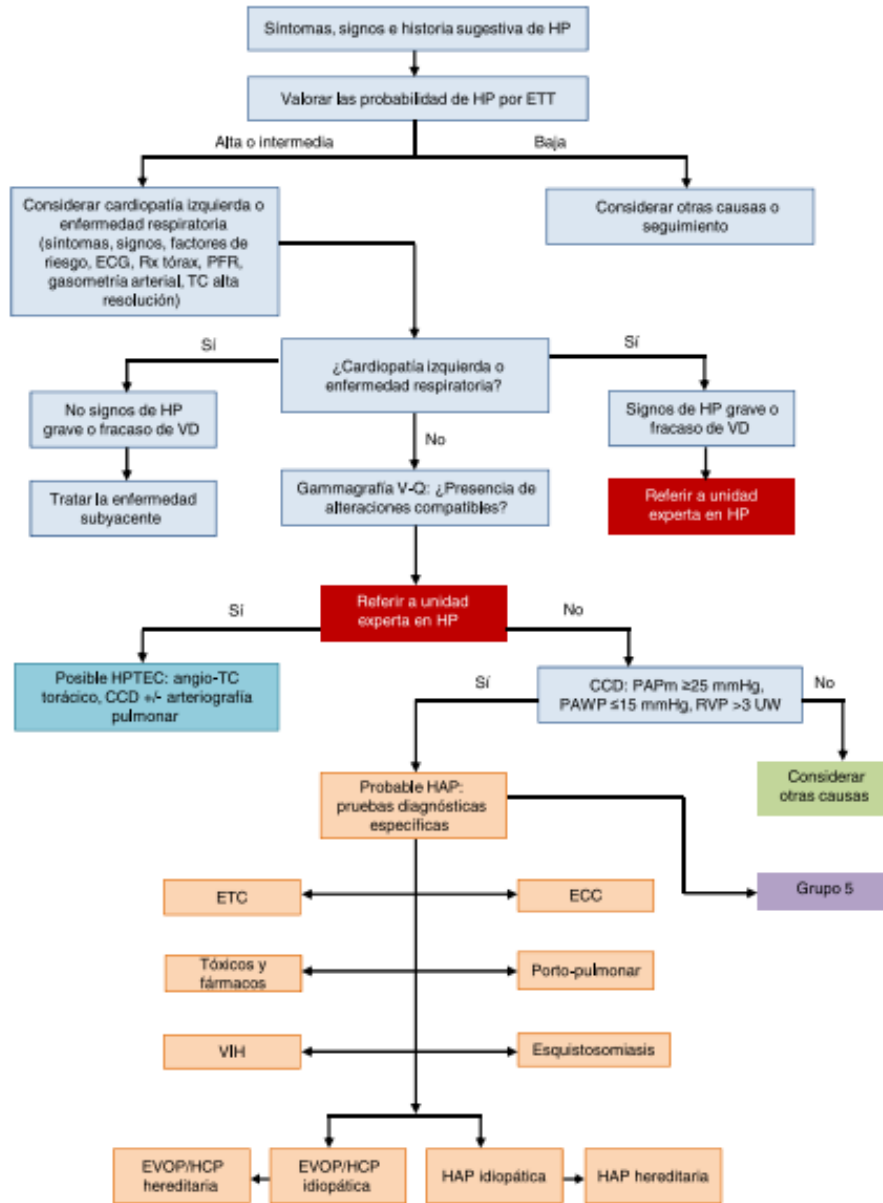 Síntomas, signos e historia sugestiva de HP
Valorar las probabilidad de HP por ETT
Alta o intermedia
Baja
Considerar cardiopatía izquierda o
enfermedad respiratoria
(síntomas, signos, factores de
riesgo, ECG, Rx tórax, PFR,
gasometría arterial, TC alta
resolución)
Considerar otras causas o
seguimiento
Sí
¿Cardiopatía izquierda o
enfermedad respiratoria?
Sí
No signos de HP
grave o fracaso de VD
No
Signos de HP grave o
fracaso de VD
Tratar la enfermedad
subyacente
Gammagrafía V-Q: ¿Presencia de
alteraciones compatibles?
Referir a unidad
experta en HP
Sí
Referir a unidad
experta en HP
No
Posible HPTEC: angio-TC
torácico, CCD +/- arteriografía
pulmonar
Sí
CCD: PAPm ≥25 mmHg,
PAWP ≤15 mmHg, RVP >3 UW
No
Probable HAP:
pruebas diagnósticas
específicas
Considerar
otras causas
ETC
ECC
Grupo 5
Tóxicos y
fármacos
Porto-pulmonar
VIH
Esquistosomiasis
EVOP/HCP
hereditaria
EVOP/HCP
idiopática
HAP idiopática
HAP hereditaria